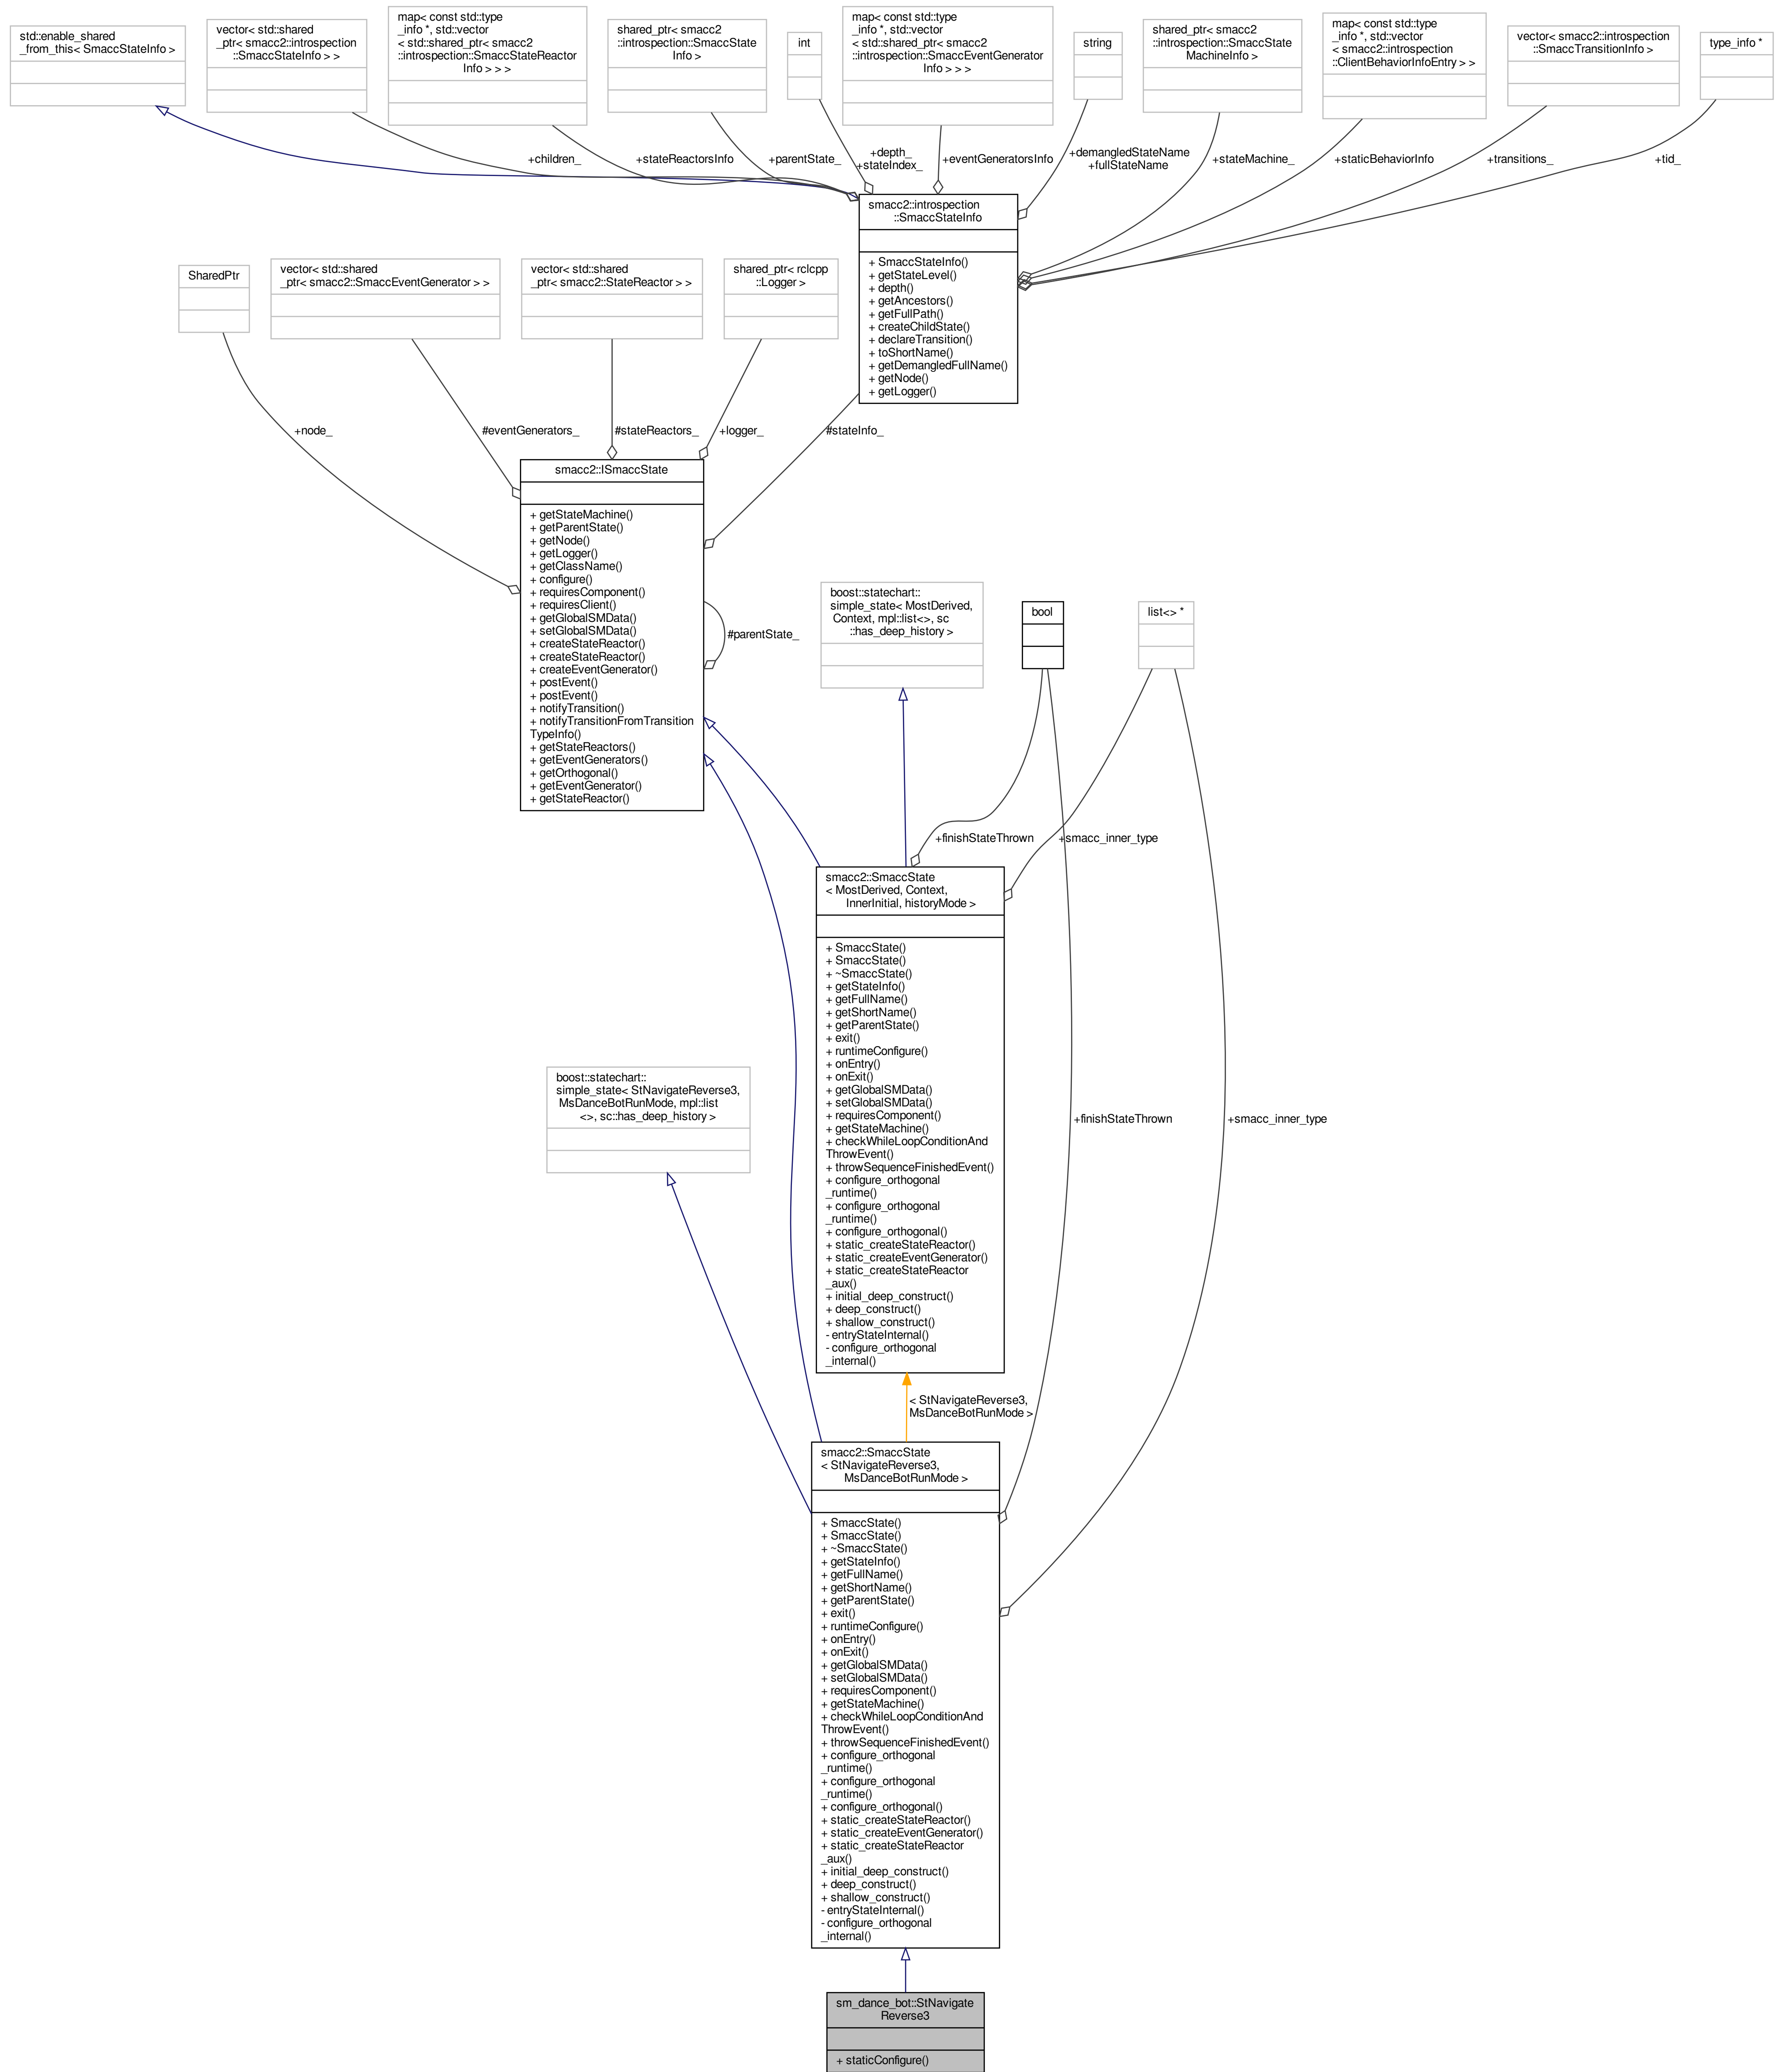 std::enable_shared
_from_this< SmaccStateInfo >
vector< std::shared
_ptr< smacc2::introspection
::SmaccStateInfo > >
map< const std::type
_info *, std::vector
< std::shared_ptr< smacc2
::introspection::SmaccStateReactor
Info > > >
shared_ptr< smacc2
::introspection::SmaccState
Info >
int
map< const std::type
_info *, std::vector
< std::shared_ptr< smacc2
::introspection::SmaccEventGenerator
Info > > >
string
shared_ptr< smacc2
::introspection::SmaccState
MachineInfo >
map< const std::type
_info *, std::vector
< smacc2::introspection
::ClientBehaviorInfoEntry > >
vector< smacc2::introspection
::SmaccTransitionInfo >
type_info *
+children_
+stateReactorsInfo
+parentState_
+depth_
+stateIndex_
+eventGeneratorsInfo
+demangledStateName
+fullStateName
+stateMachine_
+staticBehaviorInfo
+transitions_
+tid_
smacc2::introspection
::SmaccStateInfo
+ SmaccStateInfo()
+ getStateLevel()
+ depth()
+ getAncestors()
+ getFullPath()
+ createChildState()
+ declareTransition()
+ toShortName()
+ getDemangledFullName()
+ getNode()
+ getLogger()
SharedPtr
vector< std::shared
_ptr< smacc2::SmaccEventGenerator > >
vector< std::shared
_ptr< smacc2::StateReactor > >
shared_ptr< rclcpp
::Logger >
+node_
#eventGenerators_
#stateReactors_
+logger_
#stateInfo_
smacc2::ISmaccState
+ getStateMachine()
+ getParentState()
+ getNode()
+ getLogger()
+ getClassName()
+ configure()
+ requiresComponent()
+ requiresClient()
+ getGlobalSMData()
+ setGlobalSMData()
+ createStateReactor()
+ createStateReactor()
+ createEventGenerator()
+ postEvent()
+ postEvent()
+ notifyTransition()
+ notifyTransitionFromTransition
TypeInfo()
+ getStateReactors()
+ getEventGenerators()
+ getOrthogonal()
+ getEventGenerator()
+ getStateReactor()
#parentState_
boost::statechart::
simple_state< MostDerived,
Context, mpl::list<>, sc
::has_deep_history >
bool
list<> *
+finishStateThrown
+smacc_inner_type
smacc2::SmaccState
< MostDerived, Context,
InnerInitial, historyMode >
+ SmaccState()
+ SmaccState()
+ ~SmaccState()
+ getStateInfo()
+ getFullName()
+ getShortName()
+ getParentState()
+ exit()
+ runtimeConfigure()
+ onEntry()
+ onExit()
+ getGlobalSMData()
+ setGlobalSMData()
+ requiresComponent()
+ getStateMachine()
+ checkWhileLoopConditionAnd
ThrowEvent()
+ throwSequenceFinishedEvent()
+ configure_orthogonal
_runtime()
+ configure_orthogonal
_runtime()
+ configure_orthogonal()
+ static_createStateReactor()
+ static_createEventGenerator()
+ static_createStateReactor
_aux()
+ initial_deep_construct()
+ deep_construct()
+ shallow_construct()
- entryStateInternal()
- configure_orthogonal
_internal()
boost::statechart::
simple_state< StNavigateReverse3,
MsDanceBotRunMode, mpl::list
<>, sc::has_deep_history >
+finishStateThrown
+smacc_inner_type
< StNavigateReverse3,
MsDanceBotRunMode >
smacc2::SmaccState
< StNavigateReverse3,
MsDanceBotRunMode >
+ SmaccState()
+ SmaccState()
+ ~SmaccState()
+ getStateInfo()
+ getFullName()
+ getShortName()
+ getParentState()
+ exit()
+ runtimeConfigure()
+ onEntry()
+ onExit()
+ getGlobalSMData()
+ setGlobalSMData()
+ requiresComponent()
+ getStateMachine()
+ checkWhileLoopConditionAnd
ThrowEvent()
+ throwSequenceFinishedEvent()
+ configure_orthogonal
_runtime()
+ configure_orthogonal
_runtime()
+ configure_orthogonal()
+ static_createStateReactor()
+ static_createEventGenerator()
+ static_createStateReactor
_aux()
+ initial_deep_construct()
+ deep_construct()
+ shallow_construct()
- entryStateInternal()
- configure_orthogonal
_internal()
sm_dance_bot::StNavigate
Reverse3
+ staticConfigure()